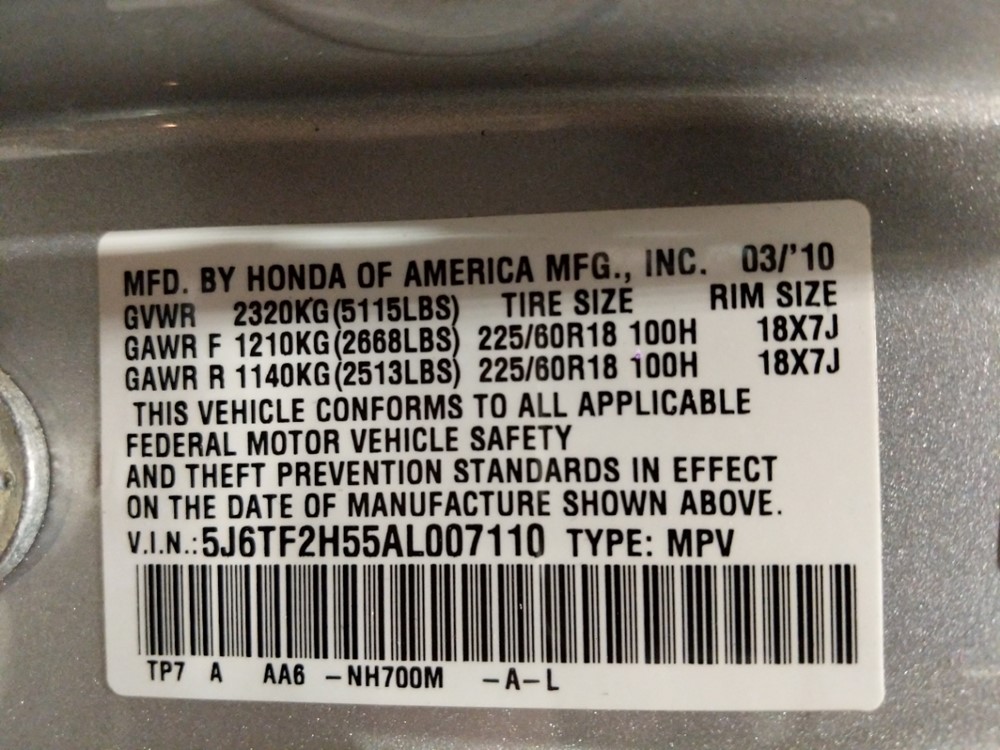 MFD. BY HONDA OF AMERICA MFG., INC. 03/'10
GVWR 2320KG(5115LBS) TIRE SIZE RIM SIZE
GAWR F 1210KG(2668LBS) 225/60R18 100H 18X7J
GAWR R 1140KG(2513LBS) 225/60R18 100H 18X7J
THIS VEHICLE CONFORMS TO ALL APPLICABLE
FEDERAL MOTOR VEHICLE SAFETY
AND THEFT PREVENTION STANDARDS IN EFFECT
ON THE DATE OF MANUFACTURE SHOWN ABOVE.
V.I.N.:5J6TF2H55AL007110 TYPE: MPV
TP7 A AA6 -NH700M -A-L